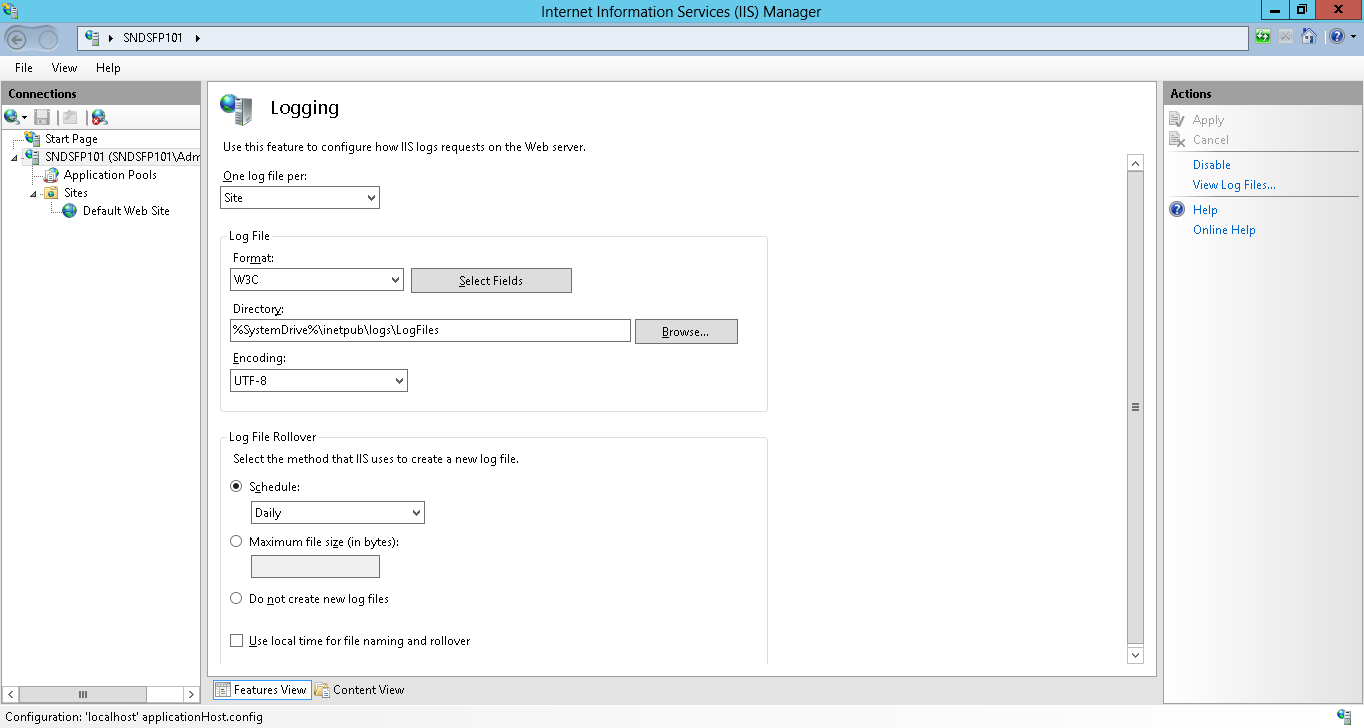 Internet Information Services (IIS) Manager
SNDSFP101
File View Help
Connections
Start Page
SNDSFP101 (SNDSFP101\Adm
Application Pools
Sites
Default Web Site
Logging
Use this feature to configure how IIS logs requests on the Web server.
One log file per:
Site
Log File
Format:
W3C
Select Fields
Directory:
%SystemDrive%\inetpub\logs\LogFiles
Browse...
Encoding:
UTF-8
Log File Rollover
Select the method that IIS uses to create a new log file.
Schedule:
Daily
Maximum file size (in bytes):
Do not create new log files
Use local time for file naming and rollover
Features View
Content View
Actions
Apply
Cancel
Disable
View Log Files...
Help
Online Help
Configuration: 'localhost' applicationHost.config